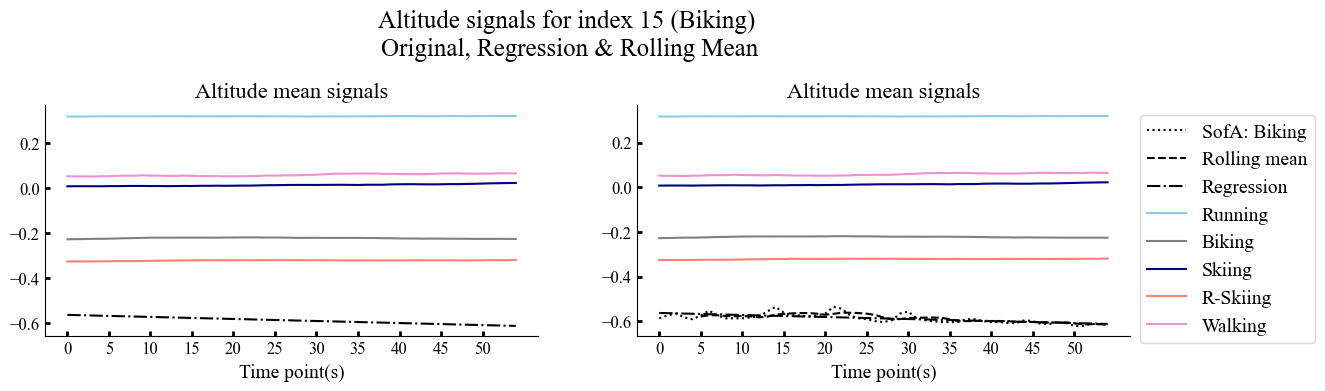 Altitude signals for index 15 (Biking)
Original, Regression & Rolling Mean
Altitude mean signals
0.2
0.0
−0.2
−0.4
−0.6
0 5 10 15 20 25 30 35 40 45 50
Time point(s)
Altitude mean signals
0.2
0.0
−0.2
−0.4
−0.6
0 5 10 15 20 25 30 35 40 45 50
Time point(s)
SofA: Biking
Rolling mean
Regression
Running
Biking
Skiing
R-Skiing
Walking